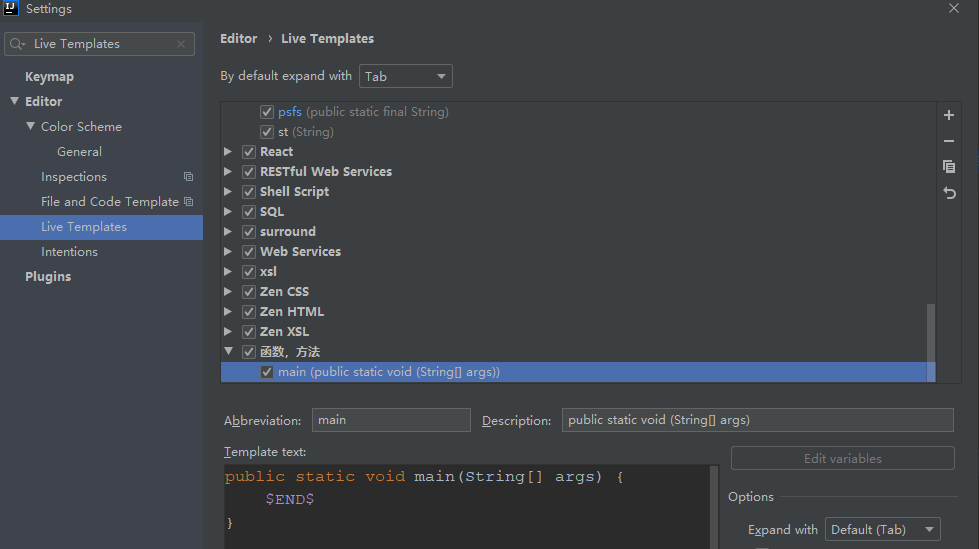 IJ Settings
Live Templates
Keymap
Editor
Color Scheme
General
Inspections
File and Code Template
Live Templates
Intentions
Plugins
Editor › Live Templates
By default expand with Tab
psfs (public static final String)
st (String)
React
RESTful Web Services
Shell Script
SQL
surround
Web Services
xsl
Zen CSS
Zen HTML
Zen XSL
函数，方法
main (public static void (String[] args))
Abbreviation: main Description: public static void (String[] args)
Template text:
public static void main(String[] args) {
$END$
}
Edit variables
Options
Expand with Default (Tab)